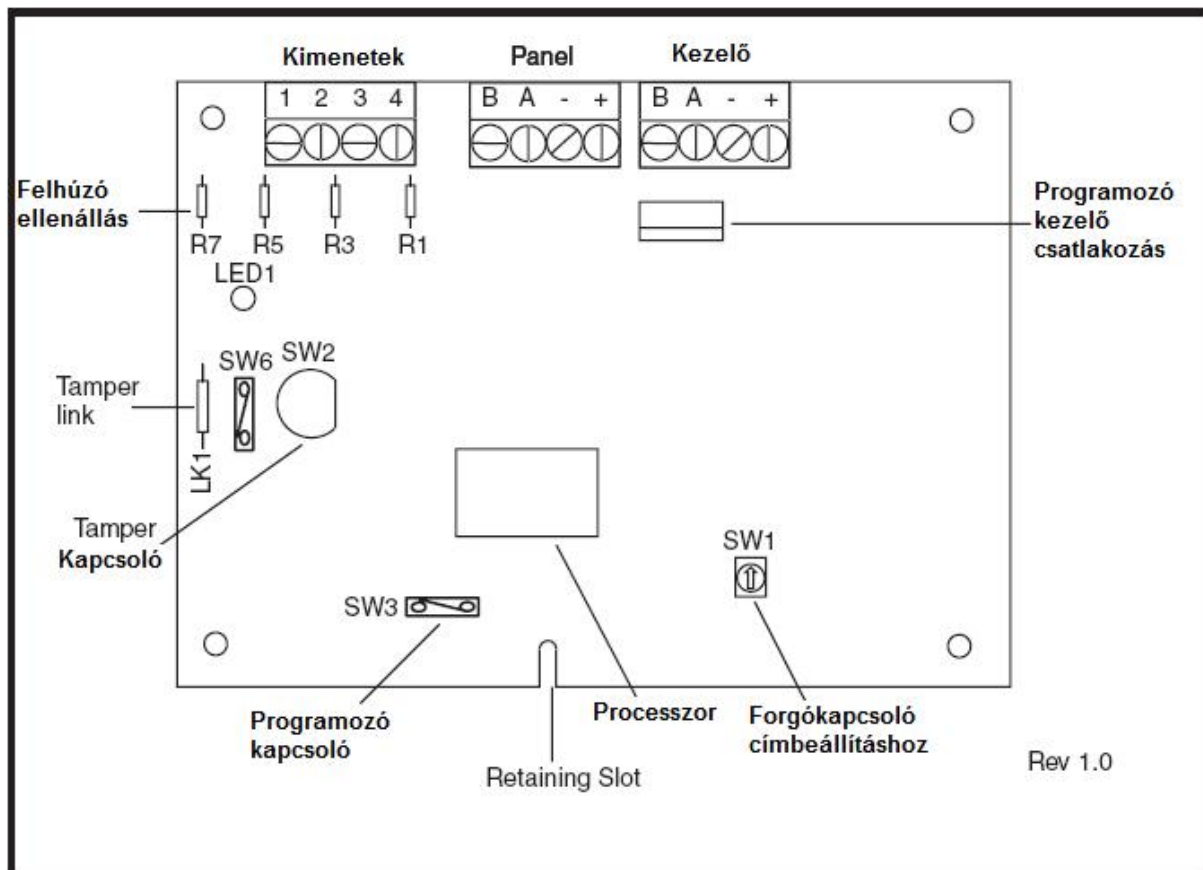 Kimenetek
Panel
Kezelő
1 2 3 4
B A - +
B A - +
Felhúzó
ellenállás
R7 R5 R3 R1
Programozó
kezelő
csatlakozás
LED1
SW6
SW2
Tamper
link
LK1
Tamper
Kapcsoló
SW1
SW3
Programozó
kapcsoló
Processzor
Forgókapcsoló
címbeállításhoz
Retaining Slot
Rev 1.0